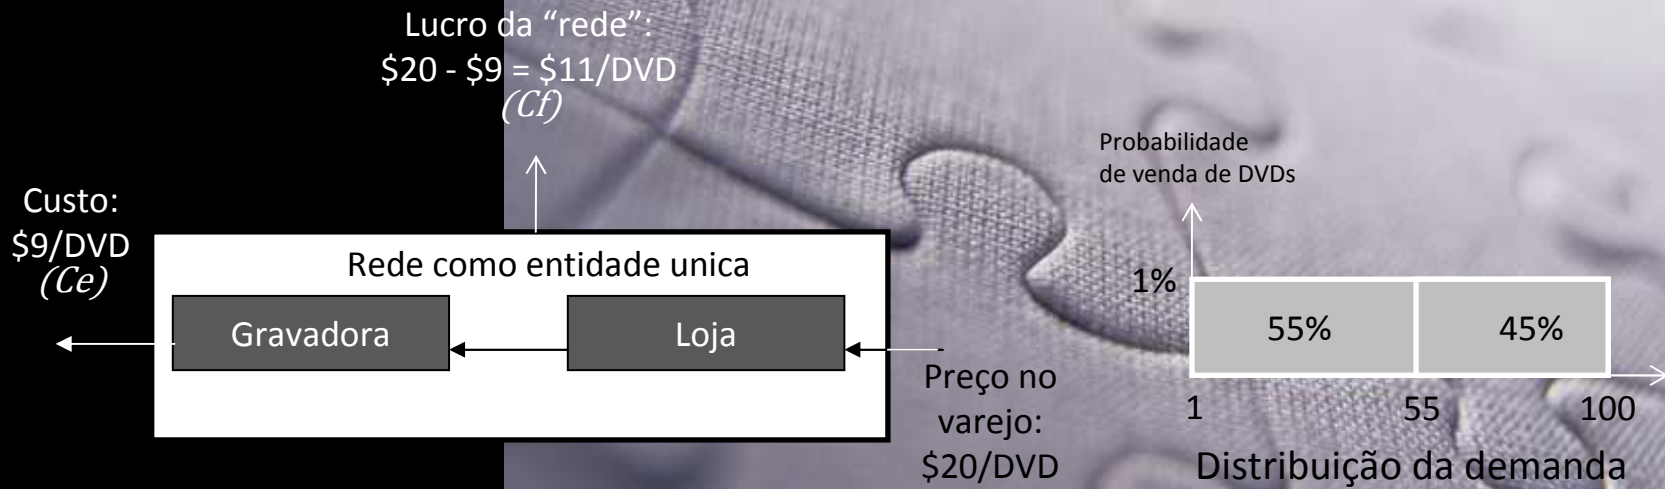 Lucro da “rede”:
$20 - $9 = $11/DVD
(Cf)
Custo:
$9/DVD
(Ce)
Rede como entidade unica
Gravadora
Loja
Preço no
varejo:
$20/DVD
Probabilidade
de venda de DVDs
1%
55%
45%
1
55
100
Distribuição da demanda